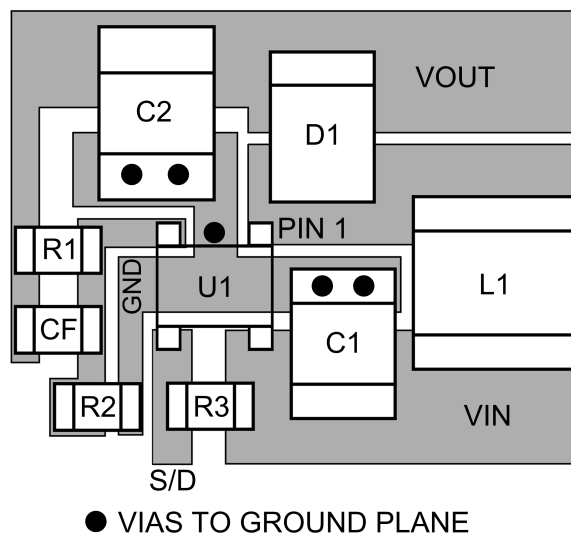 VOUT
C2
D1
PIN 1
R1
GND
U1
L1
CF
C1
R2
R3
VIN
S/D
VIAS TO GROUND PLANE